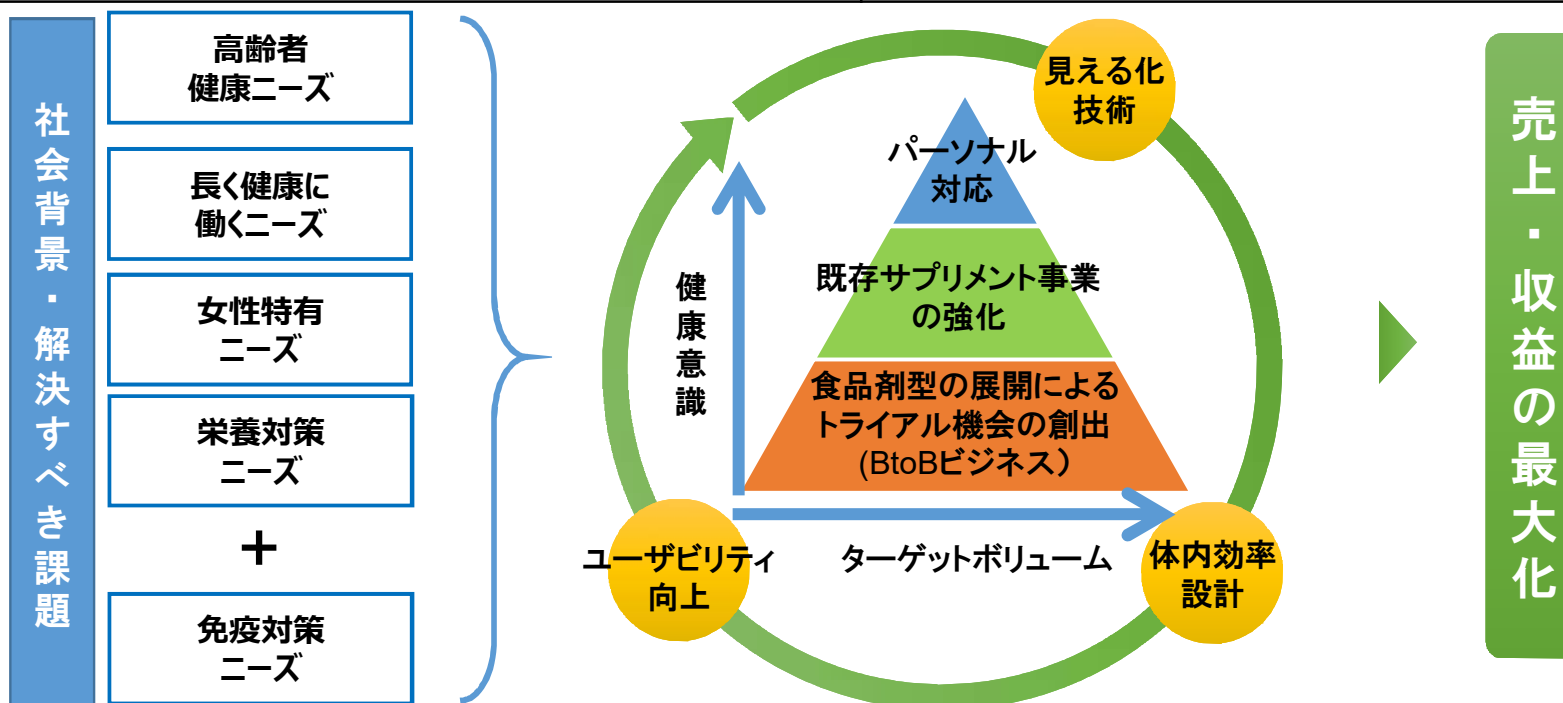 社会背景・解決すべき課題
高齢者
健康ニーズ
長く健康に
働くニーズ
女性特有
ニーズ
栄養対策
ニーズ
＋
免疫対策
ニーズ
見える化
技術
パーソナル
対応
健康意識
既存サプリメント事業
の強化
食品剤型の展開による
トライアル機会の創出
(BtoBビジネス）
ユーザビリティ
向上
ターゲットボリューム
体内効率
設計
売上・収益の最大化